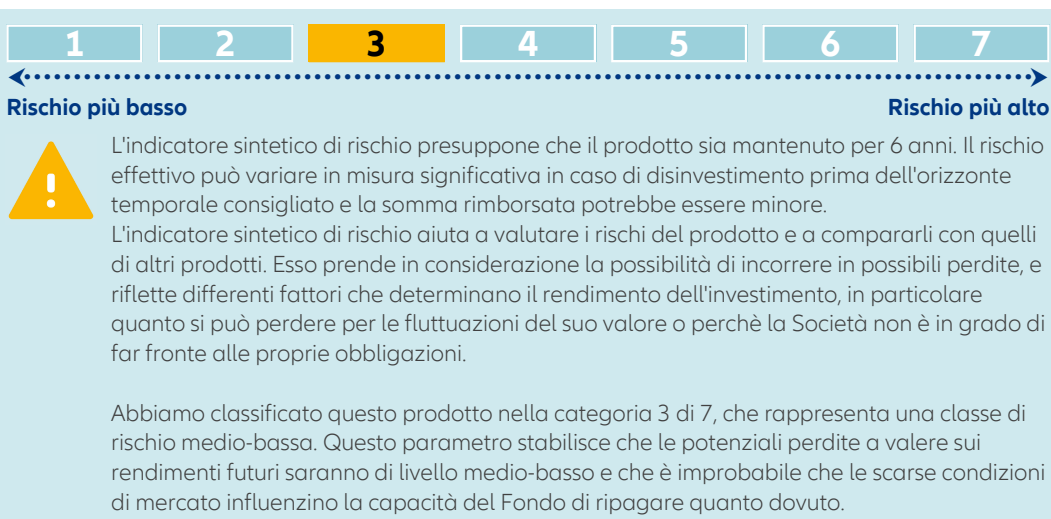 1 2 3 4 5 6 7
Rischio più basso Rischio più alto
L'indicatore sintetico di rischio presuppone che il prodotto sia mantenuto per 6 anni. Il rischio
effettivo può variare in misura significativa in caso di disinvestimento prima dell'orizzonte
temporale consigliato e la somma rimborsata potrebbe essere minore.
L'indicatore sintetico di rischio aiuta a valutare i rischi del prodotto e a compararli con quelli
di altri prodotti. Esso prende in considerazione la possibilità di incorrere in possibili perdite, e
riflette differenti fattori che determinano il rendimento dell'investimento, in particolare
quanto si può perdere per le fluttuazioni del suo valore o perchè la Società non è in grado di
far fronte alle proprie obbligazioni.
Abbiamo classificato questo prodotto nella categoria 3 di 7, che rappresenta una classe di
rischio medio-bassa. Questo parametro stabilisce che le potenziali perdite a valere sui
rendimenti futuri saranno di livello medio-basso e che è improbabile che le scarse condizioni
di mercato influenzino la capacità del Fondo di ripagare quanto dovuto.